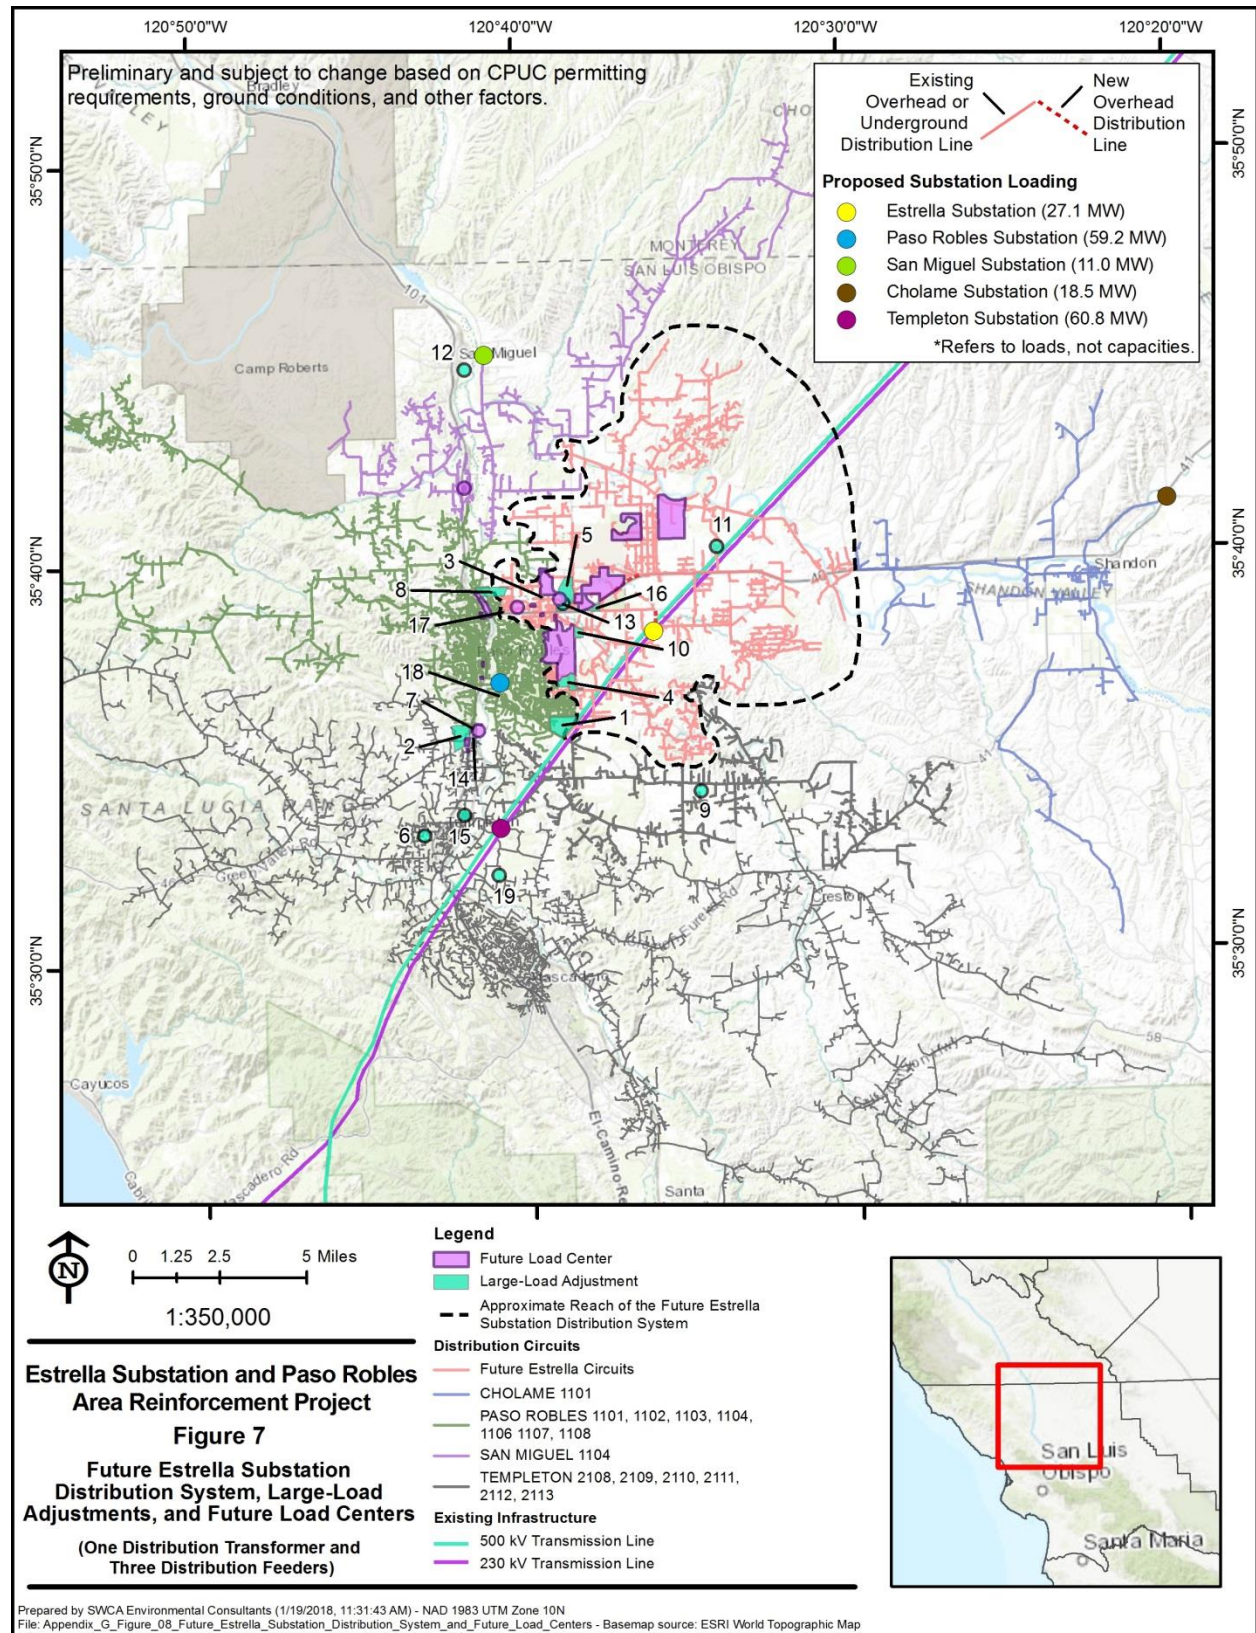 120°50'0"W
120°40'0"W
120°30'0"W
120°20'0"W
Preliminary and subject to change based on CPUC permitting
requirements, ground conditions, and other factors.
Bradley
VALLEY
CHO
Existing
Overhead or
Underground
Distribution Line
New
Overhead
Distribution
Line
Proposed Substation Loading
Estrella Substation (27.1 MW)
Paso Robles Substation (59.2 MW)
San Miguel Substation (11.0 MW)
Cholame Substation (18.5 MW)
Templeton Substation (60.8 MW)
*Refers to loads, not capacities.
35°50'0"N
35°50'0"N
MONTEREY
SAN LUIS OBISPO
101
Camp Roberts
12
San Miguel
41
11
5
3
35°40'0"N
35°40'0"N
Shandon
SHANDON VALLEY
8
16
17
13
10
18
4
7
1
2
41
14
SANTA LUCIA RANGE
9
6
15
Green Valley Rd
19
Creston
35°30'0"N
35°30'0"N
58
Cayucos
El Camino Re
Santa
Legend
Future Load Center
Large-Load Adjustment
Approximate Reach of the Future Estrella
Substation Distribution System
Distribution Circuits
Future Estrella Circuits
CHOLAME 1101
PASO ROBLES 1101, 1102, 1103, 1104,
1106 1107, 1108
SAN MIGUEL 1104
TEMPLETON 2108, 2109, 2110, 2111,
2112, 2113
Existing Infrastructure
500 kV Transmission Line
230 kV Transmission Line
N
0 1.25 2.5 5 Miles
1:350,000
Estrella Substation and Paso Robles
Area Reinforcement Project
Figure 7
Future Estrella Substation
Distribution System, Large-Load
Adjustments, and Future Load Centers
(One Distribution Transformer and
Three Distribution Feeders)
San Luis
Obispo
Santa Maria
Prepared by SWCA Environmental Consultants (1/19/2018, 11:31:43 AM) - NAD 1983 UTM Zone 10N
File: Appendix_G_Figure_08_Future_Estrella_Substation_Distribution_System_and_Future_Load_Centers - Basemap source: ESRI World Topographic Map